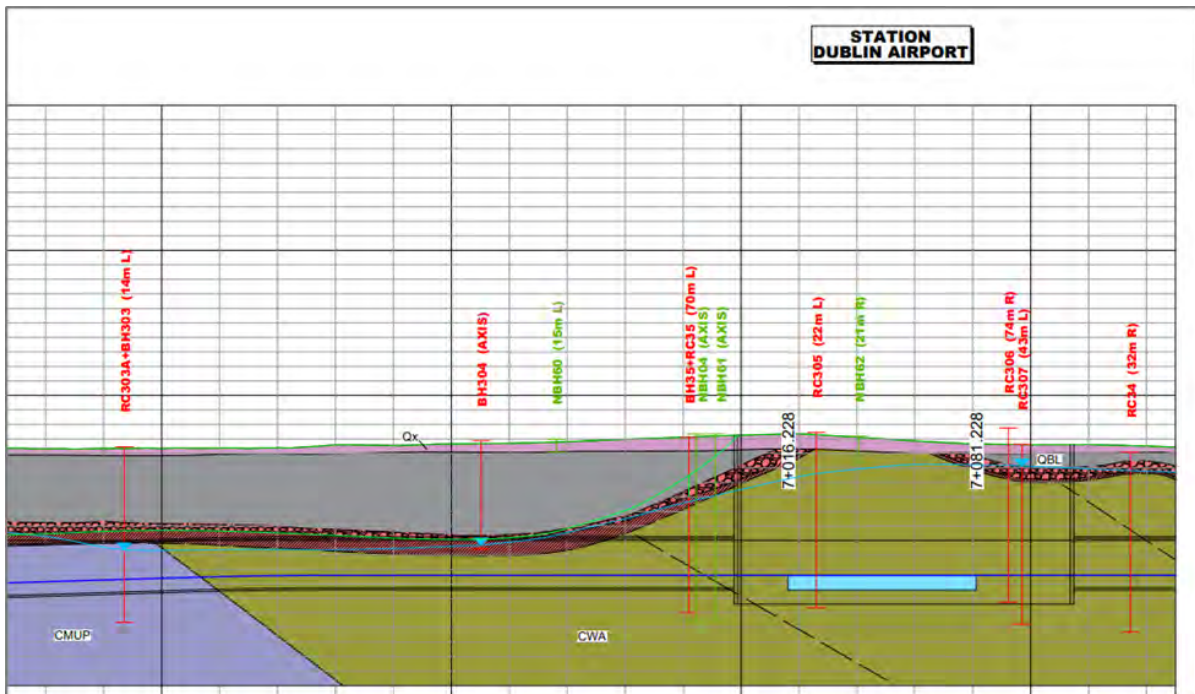 STATION
DUBLIN AIRPORT
RC303A+BH303 (14m L)
BH304 (AXIS)
NBH60 (15m L)
BH35+RC35 (70m L)
NBH04 (AXIS)
NBH61 (AXIS)
RC305 (22m L)
NBH62 (21m R)
RC306 (74m R)
RC307 (43m L)
RC34 (32m R)
Qx
7+016.228
7+081.228
QBL
CMUP
CWA